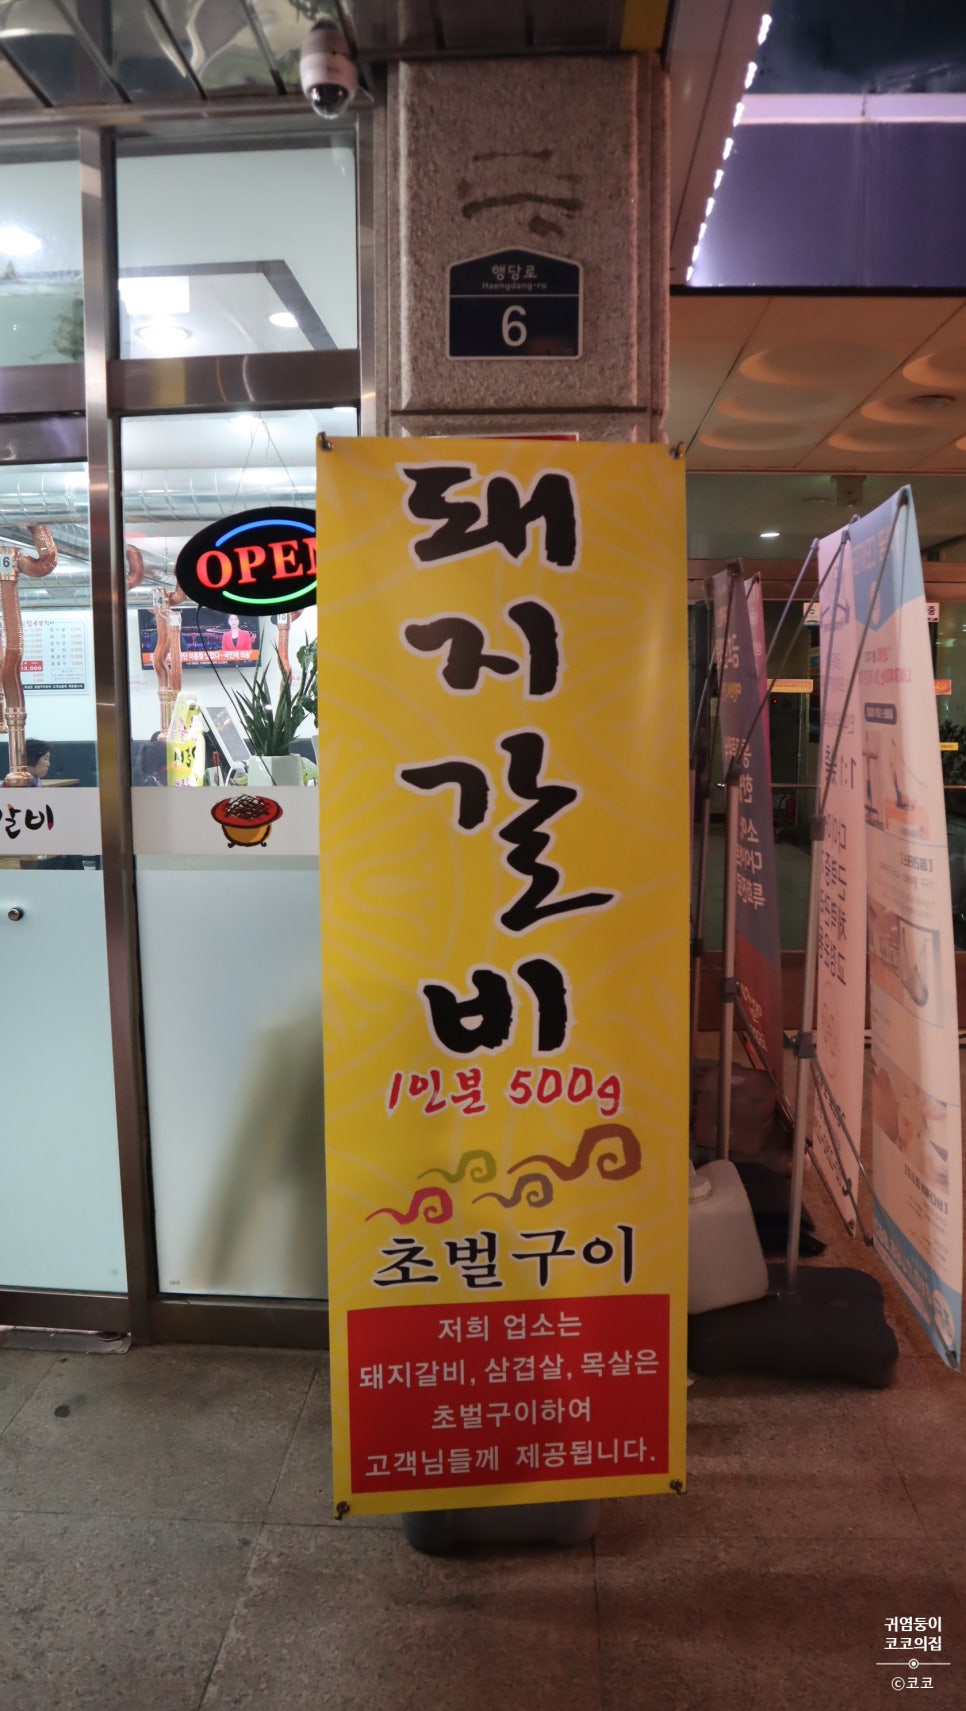 행당로
Haengdang-ro
6
OPEN
돼지갈비
1인분 500g
초벌구이
저희 업소는
돼지갈비, 삼겹살, 목살은
초벌구이하여
고객님들께 제공됩니다.
갈비
귀염둥이
코코의집
©코코